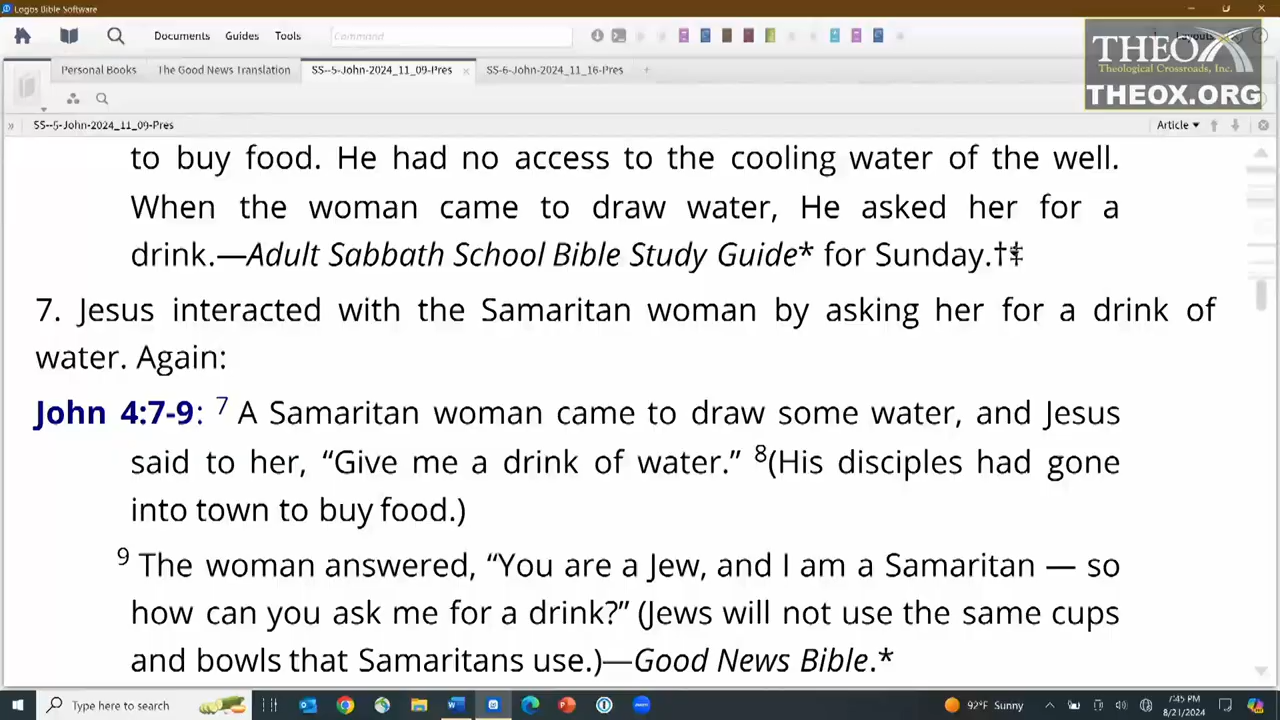 Logos Bible Software
Documents Guides Tools Command Layouts
THEOX
Theological Crossroads, Inc.
THEOX.ORG
Personal Books The Good News Translation SS--5-John-2024_11_09-Pres SS-6-John-2024_11_16-Pres
SS--5-John-2024_11_09-Pres Article
to buy food. He had no access to the cooling water of the well.
When the woman came to draw water, He asked her for a
drink.—Adult Sabbath School Bible Study Guide* for Sunday.†‡
7. Jesus interacted with the Samaritan woman by asking her for a drink of
water. Again:
John 4:7-9: 7 A Samaritan woman came to draw some water, and Jesus
said to her, “Give me a drink of water.” 8(His disciples had gone
into town to buy food.)
9 The woman answered, “You are a Jew, and I am a Samaritan — so
how can you ask me for a drink?” (Jews will not use the same cups
and bowls that Samaritans use.)—Good News Bible.*
Type here to search 92°F Sunny 7:45 PM
8/21/2024